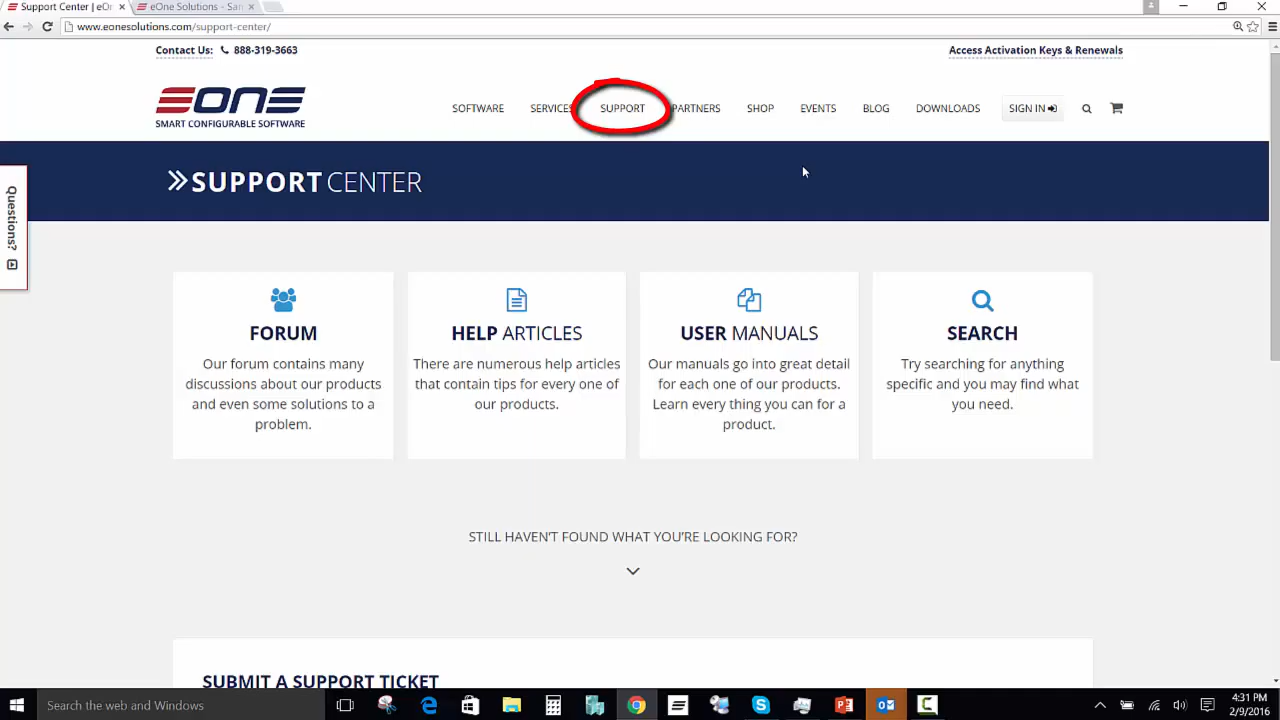 Support Center | eO
eOne Solutions - Sa
www.eonesolutions.com/support-center/
Contact Us: 888-319-3663
Access Activation Keys & Renewals
EONE
SMART CONFIGURABLE SOFTWARE
SOFTWARE SERVICES SUPPORT PARTNERS SHOP EVENTS BLOG DOWNLOADS SIGN IN
Questions?
SUPPORT CENTER
FORUM
Our forum contains many
discussions about our products
and even some solutions to a
problem.
HELP ARTICLES
There are numerous help articles
that contain tips for every one of
our products.
USER MANUALS
Our manuals go into great detail
for each one of our products.
Learn every thing you can for a
product.
SEARCH
Try searching for anything
specific and you may find what
you need.
STILL HAVEN'T FOUND WHAT YOU'RE LOOKING FOR?
SUBMIT A SUPPORT TICKET
Search the web and Windows
4:31 PM
2/9/2016